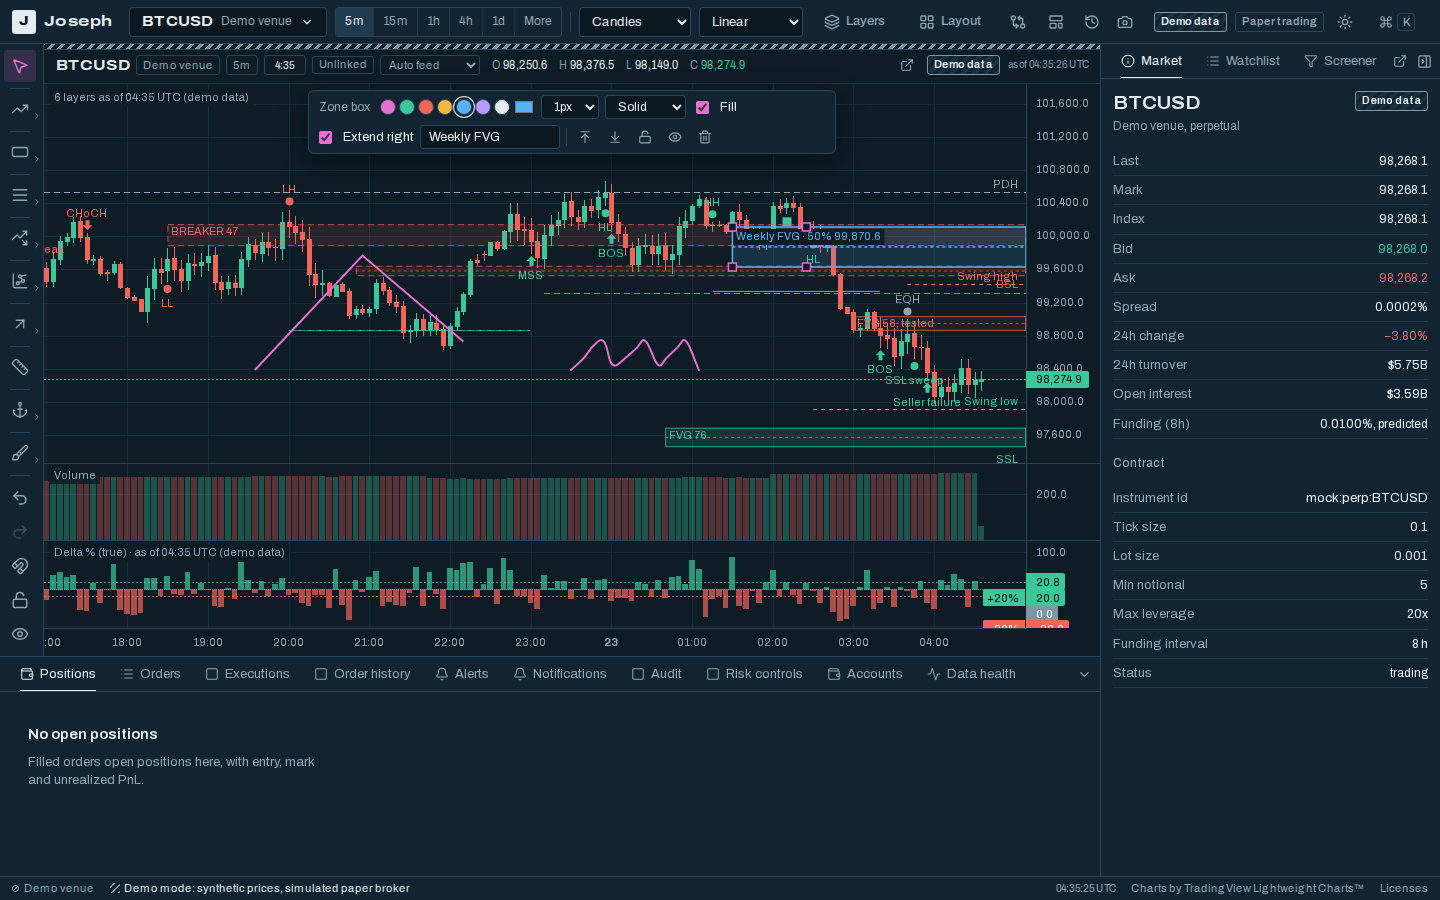 J Joseph BTCUSD Demo venue 5m 15m 1h 4h 1d More Candles Linear Layers Layout Demo data Paper trading ⌘ K
BTCUSD Demo venue 5m 4:35 Unlinked Auto feed O 98,250.6 H 98,376.5 L 98,149.0 C 98,274.9 Demo data as of 04:35:26 UTC
6 layers as of 04:35 UTC (demo data)
Zone box 1px Solid Fill
Extend right Weekly FVG
101,600.0
101,200.0
100,800.0
PDH
LH
100,400.0
HH
CHoCH
BREAKER 47
HL
Weekly FVG · 50% 99,870.6
100,000.0
BOS
HL
99,600.0
MSS
Swing high
BSL
LL
EQH
99,200.0
tested
98,800.0
BOS
98,400.0
SSL sweep
98,274.9
Seller failure Swing low
98,000.0
FVG 76
97,600.0
SSL
Volume
200.0
Delta % (true) · as of 04:35 UTC (demo data)
100.0
20.8
+20% 20.0
0.0
:00 18:00 19:00 20:00 21:00 22:00 23:00 23 01:00 02:00 03:00 04:00
Positions Orders Executions Order history Alerts Notifications Audit Risk controls Accounts Data health
No open positions
Filled orders open positions here, with entry, mark
and unrealized PnL.
Market Watchlist Screener
BTCUSD Demo data
Demo venue, perpetual
Last 98,268.1
Mark 98,268.1
Index 98,268.1
Bid 98,268.0
Ask 98,268.2
Spread 0.0002%
24h change −3.80%
24h turnover $5.75B
Open interest $3.59B
Funding (8h) 0.0100%, predicted
Contract
Instrument id mock:perp:BTCUSD
Tick size 0.1
Lot size 0.001
Min notional 5
Max leverage 20x
Funding interval 8 h
Status trading
Demo venue Demo mode: synthetic prices, simulated paper broker 04:35:25 UTC Charts by TradingView Lightweight Charts™ Licenses